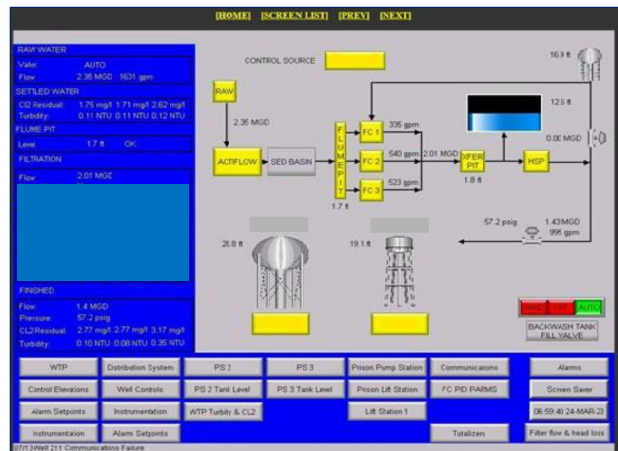 [HOME] [SCREEN LIST] [PREV] [NEXT]
RAW WATER
Valve: AUTO
Flow 2.35 MGD 1631 gpm
SETTLED WATER
Cl2 Residual: 1.75 mg/l 1.71 mg/l 2.62 mg/l
Turbidity: 0.11 NTU 0.11 NTU 0.12 NTU
FLUME PIT
Level 1.7 ft OK
FILTRATION
Flow 2.01 MGD
FINISHED
Flow: 1.4 MGD
Pressure: 57.2 psig
CL2 Residual: 2.77 mg/l 2.77 mg/l 3.17 mg/l
Turbidity: 0.10 NTU 0.08 NTU 0.35 NTU
CONTROL SOURCE
RAW
2.35 MGD
ACTIFLOW
SED BASIN
FLUME PIT
1.7 ft
FC 1
335 gpm
FC 2
540 gpm
FC 3
523 gpm
2.01 MGD
XFER PIT
1.8 ft
HSP
12.5 ft
16.9 ft
0.00 MGD
57.2 psig
1.43MGD
995 gpm
26.8 ft
19.1 ft
HAND OFF AUTO
BACKWASH TANK
FILL VALVE
WTP Distribution System PS 2 PS 3 Prison Pump Station Communications Alarms
Control Elevations Well Controls PS 2 Tank Level PS 3 Tank Level Prison Lift Station FC PID PARMS Screen Saver
Alarm Setpoints Instrumentation WTP Turbity & CL2 Lift Station 1 06:59:40 24-MAR-23
Instrumentation Alarm Setpoints Totalizers Filter flow & head loss
07/13 Well 211 Communications Failure